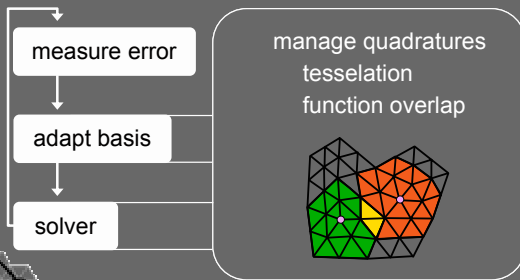 measure error
adapt basis
solver
manage quadratures
tesselation
function overlap